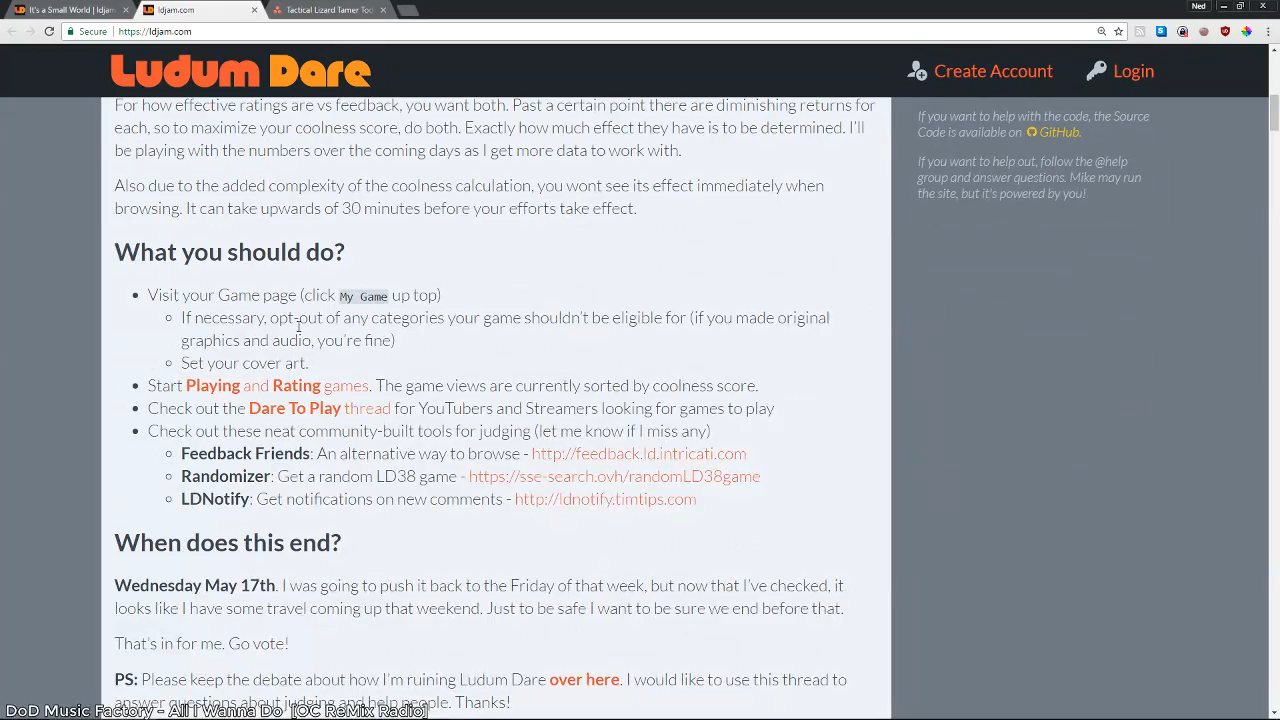 It's a Small World | ldjam
ldjam.com
Tactical Lizard Tamer Too
Ned
Secure
https://ldjam.com
Ludum Dare
Create Account
Login
For how effective ratings are vs feedback, you want both. Past a certain point there are diminishing returns for
each, so to maximize your coolness score, do both. Exactly how much effect they have is to be determined. I'll
be playing with the numbers over the coming days as I get more data to work with.
Also due to the added complexity of the coolness calculation, you wont see its effect immediately when
browsing. It can take upwards of 30 minutes before your efforts take effect.
What you should do?
• Visit your Game page (click My Game up top)
If necessary, opt-out of any categories your game shouldn't be eligible for (if you made original
graphics and audio, you're fine)
Set your cover art.
• Start Playing and Rating games. The game views are currently sorted by coolness score.
• Check out the Dare To Play thread for YouTubers and Streamers looking for games to play
• Check out these neat community-built tools for judging (let me know if I miss any)
Feedback Friends: An alternative way to browse - http://feedback.ld.intricati.com
Randomizer: Get a random LD38 game - https://sse-search.ovh/randomLD38game
LDNotify: Get notifications on new comments - http://ldnotify.timtips.com
When does this end?
Wednesday May 17th. I was going to push it back to the Friday of that week, but now that I've checked, it
looks like I have some travel coming up that weekend. Just to be safe I want to be sure we end before that.
That's in for me. Go vote!
PS: Please keep the debate about how I'm ruining Ludum Dare over here. I would like to use this thread to
answer questions about judging and help people. Thanks!
If you want to help with the code, the Source
Code is available on GitHub.
If you want to help out, follow the @help
group and answer questions. Mike may run
the site, but it's powered by you!
DoD Music Factory - All I Wanna Do [OC ReMix Radio]